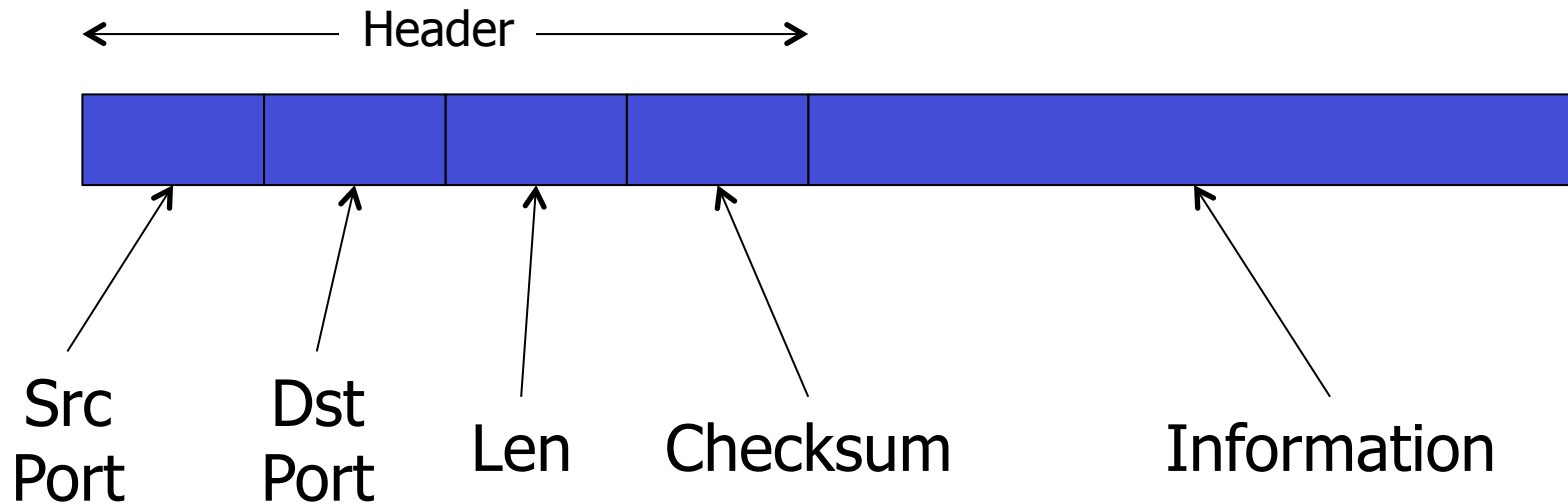 Header
Src
Port
Dst
Port
Len
Checksum
Information